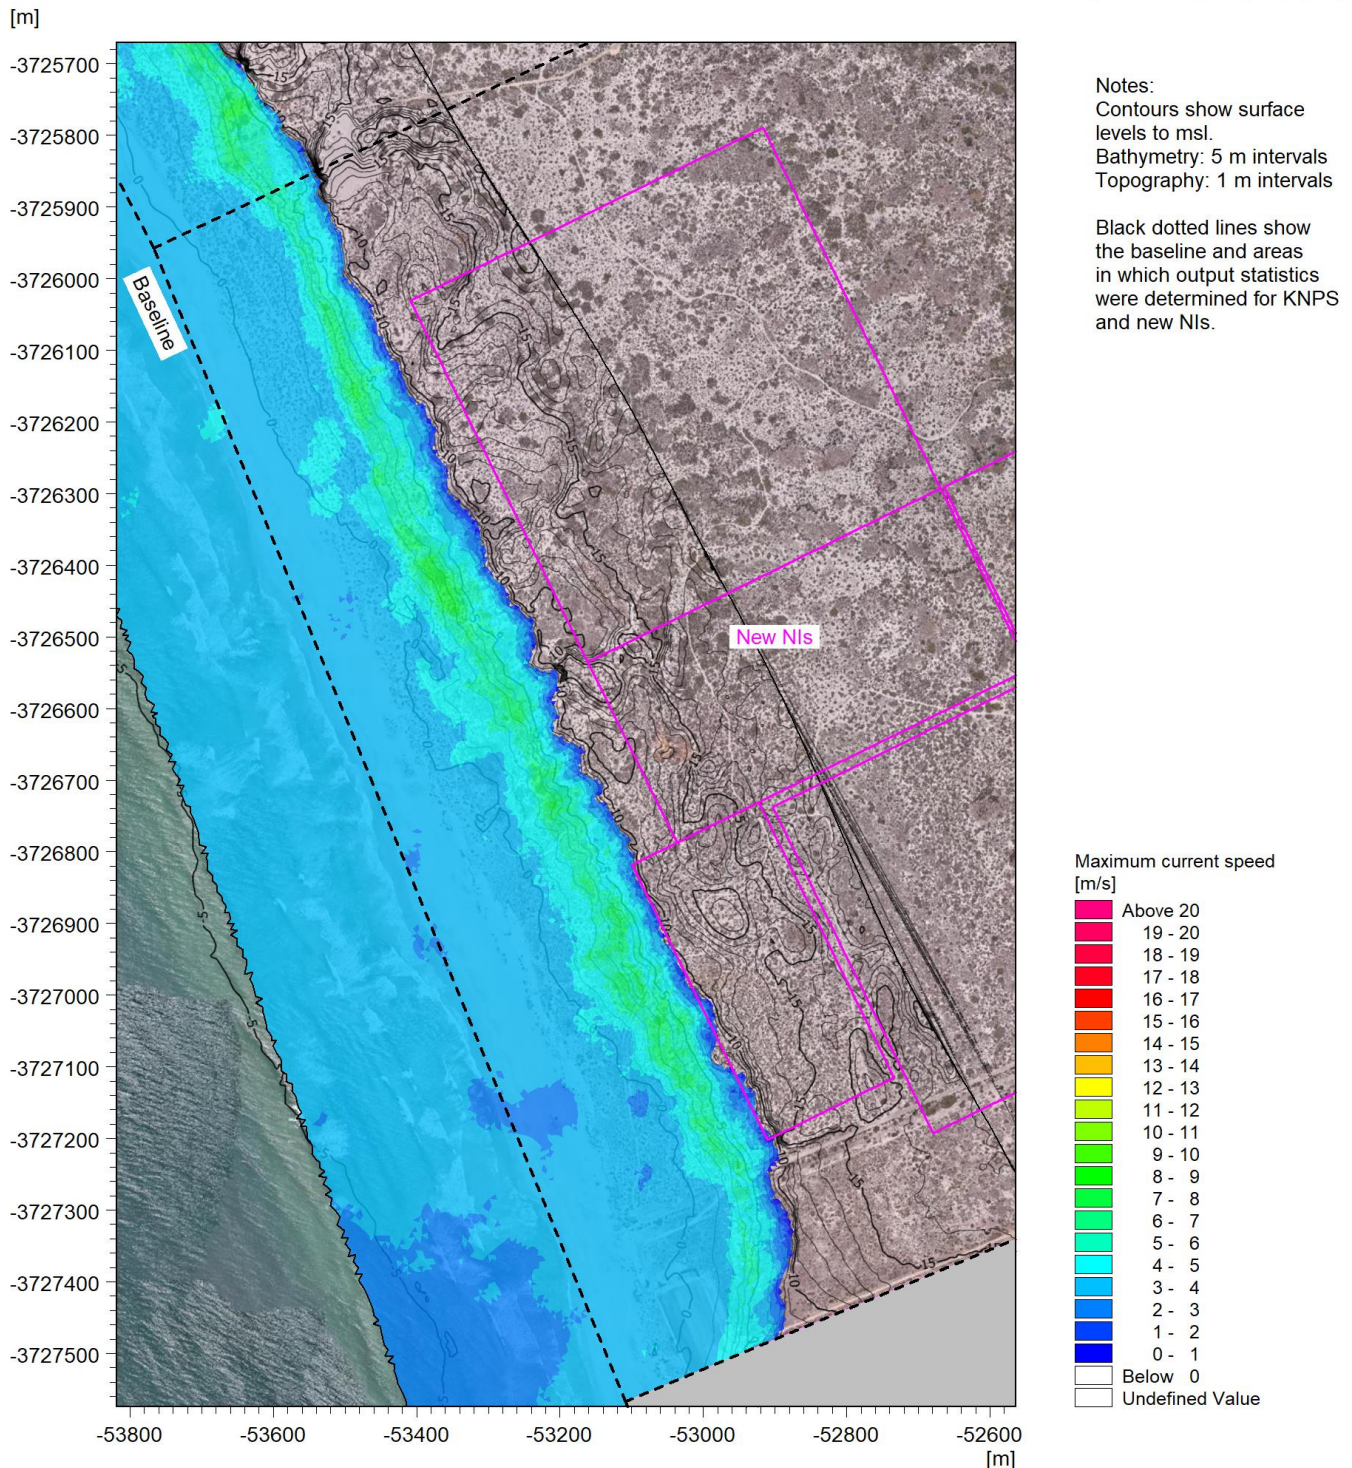 [m]
-3725700
-3725800
-3725900
-3726000
-3726100
-3726200
-3726300
-3726400
-3726500
-3726600
-3726700
-3726800
-3726900
-3727000
-3727100
-3727200
-3727300
-3727400
-3727500
-53800
-53600
-53400
-53200
-53000
-52800
-52600
[m]
Baseline
New NIs
Notes:
Contours show surface
levels to msl.
Bathymetry: 5 m intervals
Topography: 1 m intervals
Black dotted lines show
the baseline and areas
in which output statistics
were determined for KNPS
and new NIs.
Maximum current speed
[m/s]
Above 20
19 - 20
18 - 19
17 - 18
16 - 17
15 - 16
14 - 15
13 - 14
12 - 13
11 - 12
10 - 11
9 - 10
8 - 9
7 - 8
6 - 7
5 - 6
4 - 5
3 - 4
2 - 3
1 - 2
0 - 1
Below 0
Undefined Value